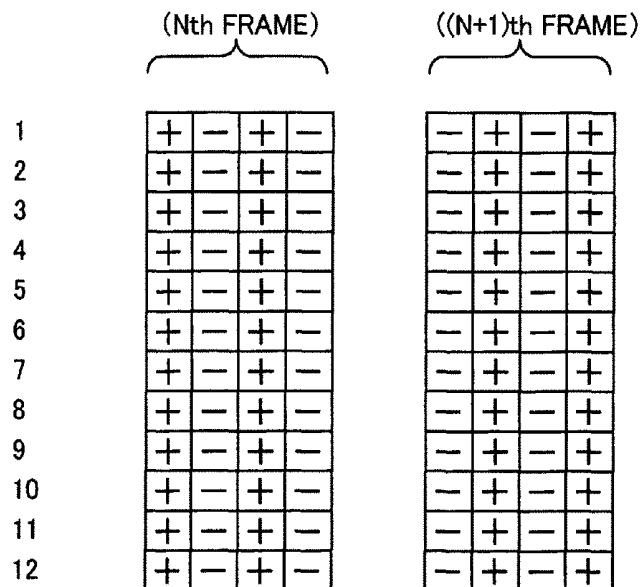 (Nth FRAME) ((N+1)th FRAME)
1 + − + − − + − +
2 + − + − − + − +
3 + − + − − + − +
4 + − + − − + − +
5 + − + − − + − +
6 + − + − − + − +
7 + − + − − + − +
8 + − + − − + − +
9 + − + − − + − +
10 + − + − − + − +
11 + − + − − + − +
12 + − + − − + − +